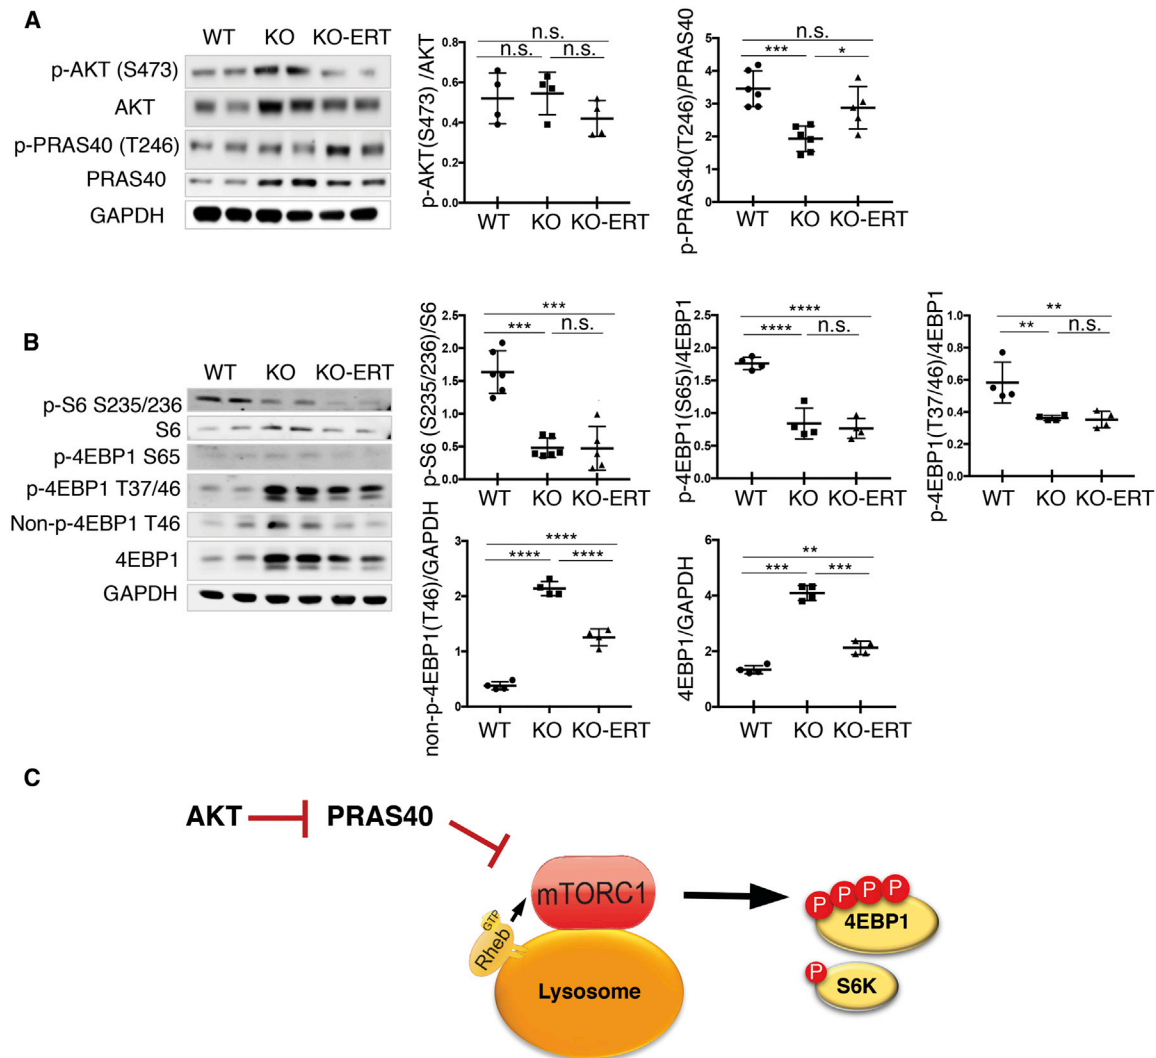 A
WT KO KO-ERT
p-AKT (S473)
AKT
p-PRAS40 (T246)
PRAS40
GAPDH
p-AKT(S473) /AKT
0.8
0.6
0.4
0.2
0.0
n.s.
n.s. n.s.
WT KO KO-ERT
p-PRAS40(T246)/PRAS40
5
4
3
2
1
0
n.s.
*** *
WT KO KO-ERT
B
WT KO KO-ERT
p-S6 S235/236
S6
p-4EBP1 S65
p-4EBP1 T37/46
Non-p-4EBP1 T46
4EBP1
GAPDH
p-S6 (S235/236)/S6
2.5
2.0
1.5
1.0
0.5
0.0
***
*** n.s.
WT KO KO-ERT
p-4EBP1(S65)/4EBP1
2.5
2.0
1.5
1.0
0.5
0.0
****
**** n.s.
WT KO KO-ERT
p-4EBP1(T37/46)/4EBP1
1.0
0.8
0.6
0.4
0.2
0.0
**
** n.s.
WT KO KO-ERT
non-p-4EBP1(T46)/GAPDH
3
2
1
0
****
**** ****
WT KO KO-ERT
4EBP1/GAPDH
6
4
2
0
**
*** ***
WT KO KO-ERT
C
AKT PRAS40
mTORC1
GTP
Rheb
Lysosome
P P P P
4EBP1
P
S6K